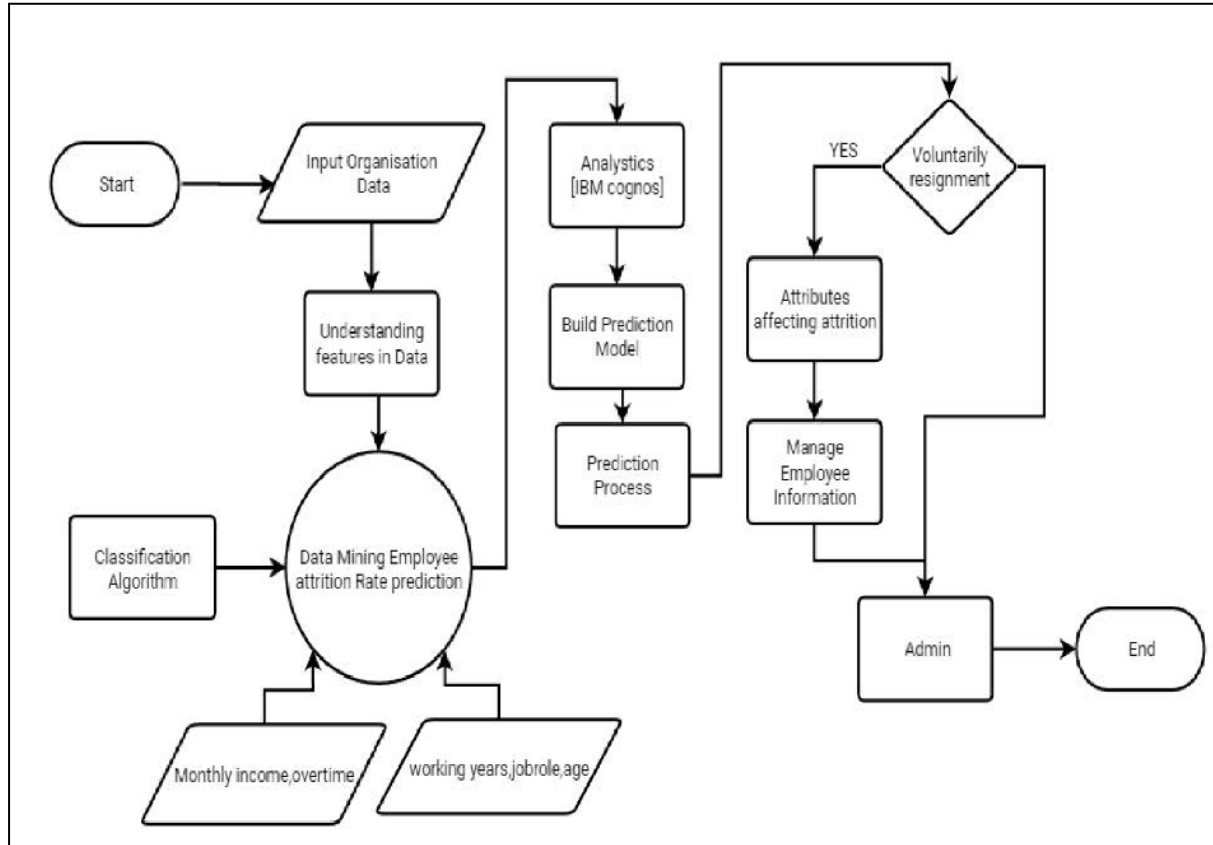 Start
Input Organisation
Data
Understanding
features in Data
Classification
Algorithm
Data Mining Employee
attrition Rate prediction
Monthly income,overtime
working years,jobrole,age
Analystics
[IBM cognos]
Build Prediction
Model
Prediction
Process
Voluntarily
resignment
YES
Attributes
affecting attrition
Manage
Employee
Information
Admin
End